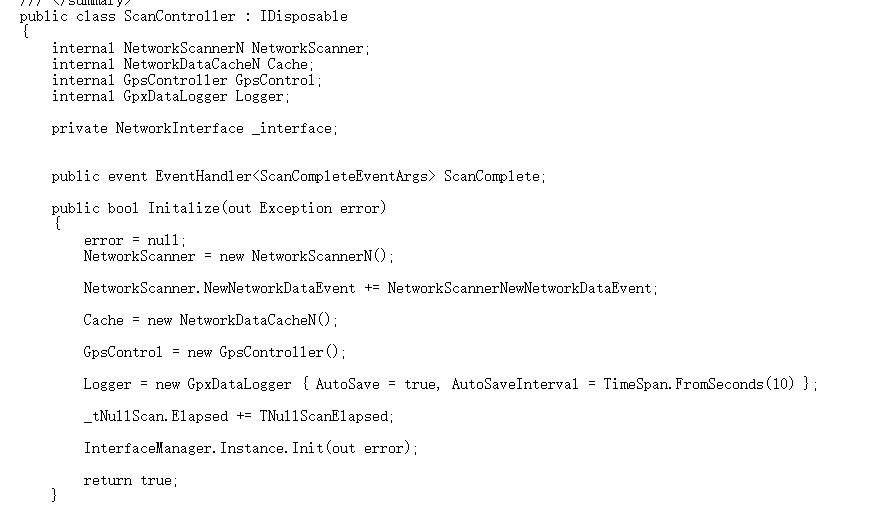 /// </summary>
public class ScanController : IDisposable
{
    internal NetworkScannerN NetworkScanner;
    internal NetworkDataCacheN Cache;
    internal GpsController GpsControl;
    internal GpxDataLogger Logger;
    private NetworkInterface _interface;
    public event EventHandler<ScanCompleteEventArgs> ScanComplete;
    public bool Initalize(out Exception error)
    {
        error = null;
        NetworkScanner = new NetworkScannerN();
        NetworkScanner.NewNetworkDataEvent += NetworkScannerNewNetworkDataEvent;
        Cache = new NetworkDataCacheN();
        GpsControl = new GpsController();
        Logger = new GpxDataLogger { AutoSave = true, AutoSaveInterval = TimeSpan.FromSeconds(10) };
        _tNullScan.Elapsed += TNullScanElapsed;
        InterfaceManager.Instance.Init(out error);
        return true;
    }